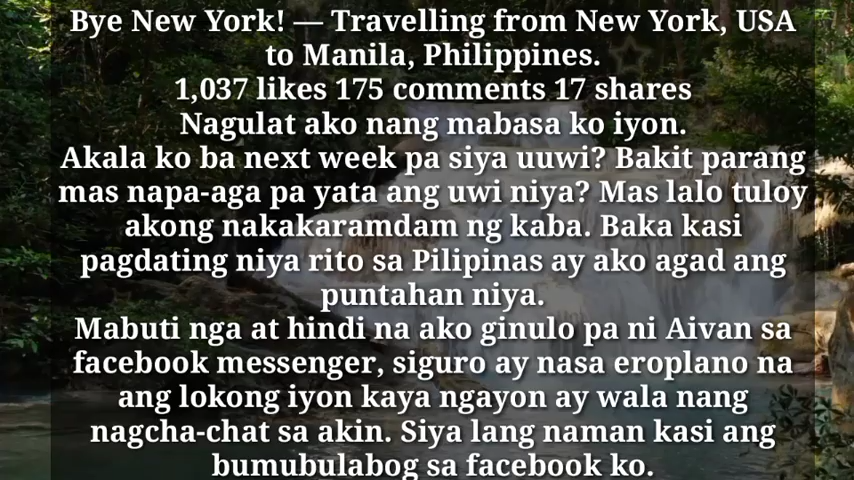 Bye New York! — Travelling from New York, USA
to Manila, Philippines.
1,037 likes 175 comments 17 shares
Nagulat ako nang mabasa ko iyon.
Akala ko ba next week pa siya uuwi? Bakit parang
mas napa-aga pa yata ang uwi niya? Mas lalo tuloy
akong nakakaramdam ng kaba. Baka kasi
pagdating niya rito sa Pilipinas ay ako agad ang
puntahan niya.
Mabuti nga at hindi na ako ginulo pa ni Aivan sa
facebook messenger, siguro ay nasa eroplano na
ang lokong iyon kaya ngayon ay wala nang
nagcha-chat sa akin. Siya lang naman kasi ang
bumubulabog sa facebook ko.